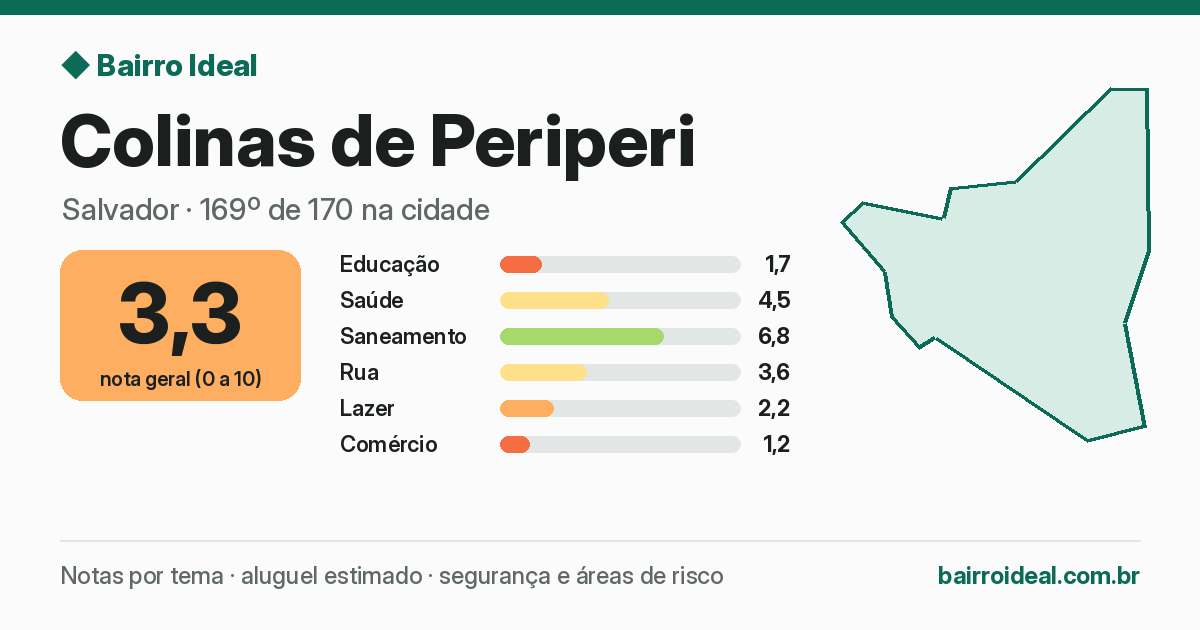 Bairro Ideal
Colinas de Periperi
Salvador · 169º de 170 na cidade
3,3
nota geral (0 a 10)
Educação 1,7
Saúde 4,5
Saneamento 6,8
Rua 3,6
Lazer 2,2
Comércio 1,2
Notas por tema · aluguel estimado · segurança e áreas de risco
bairroideal.com.br